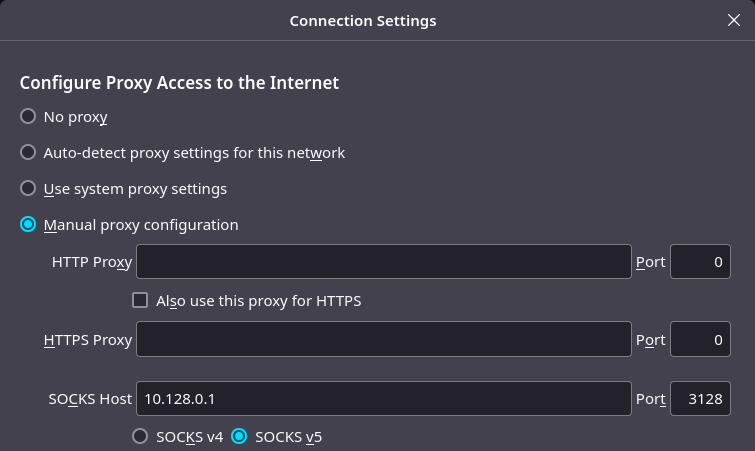 Connection Settings
Configure Proxy Access to the Internet
No proxy
Auto-detect proxy settings for this network
Use system proxy settings
Manual proxy configuration
HTTP Proxy Port 0
Also use this proxy for HTTPS
HTTPS Proxy Port 0
SOCKS Host 10.128.0.1 Port 3128
SOCKS v4 SOCKS v5